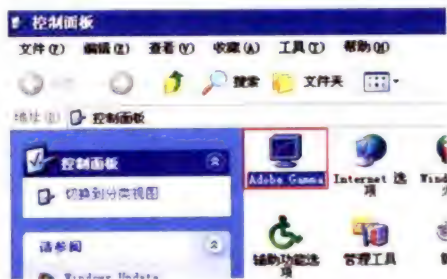 控制面板
文件(F) 编辑(E) 查看(V) 收藏(A) 工具(T) 帮助(H)
搜索 文件夹
地址(D) 控制面板
控制面板
切换到分类视图
请参阅
Windows Update
Adobe Gamma
Internet 选项
辅助功能选项
管理工具